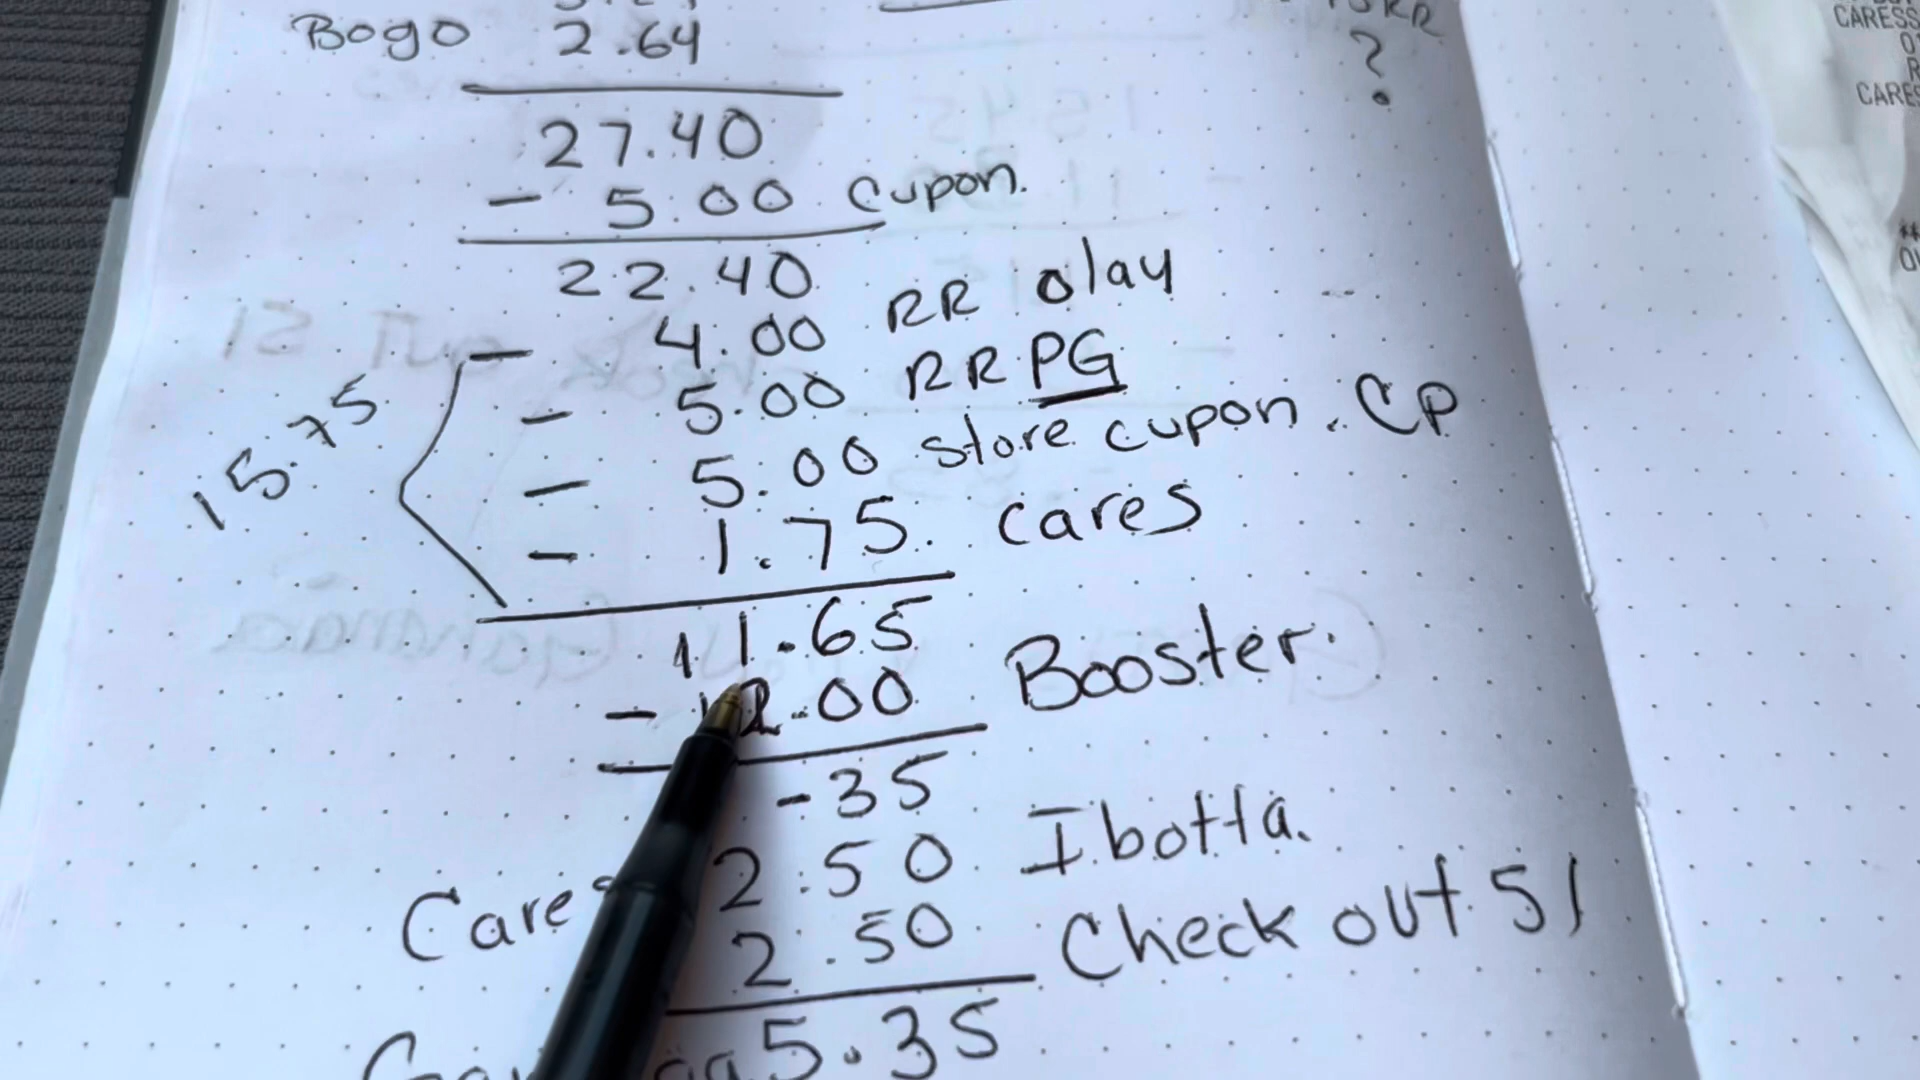 Bogo 2.64
27.40
- 5.00 cupon.
22.40
- 4.00 RR olay
- 5.00 RR PG
- 5.00 store cupon. CP
- 1.75 cares
15.75
11.65
- 12.00 Booster.
-35
2.50 Ibotta.
Care 2.50 Check out 51
5.35
?
CARESS
CARES